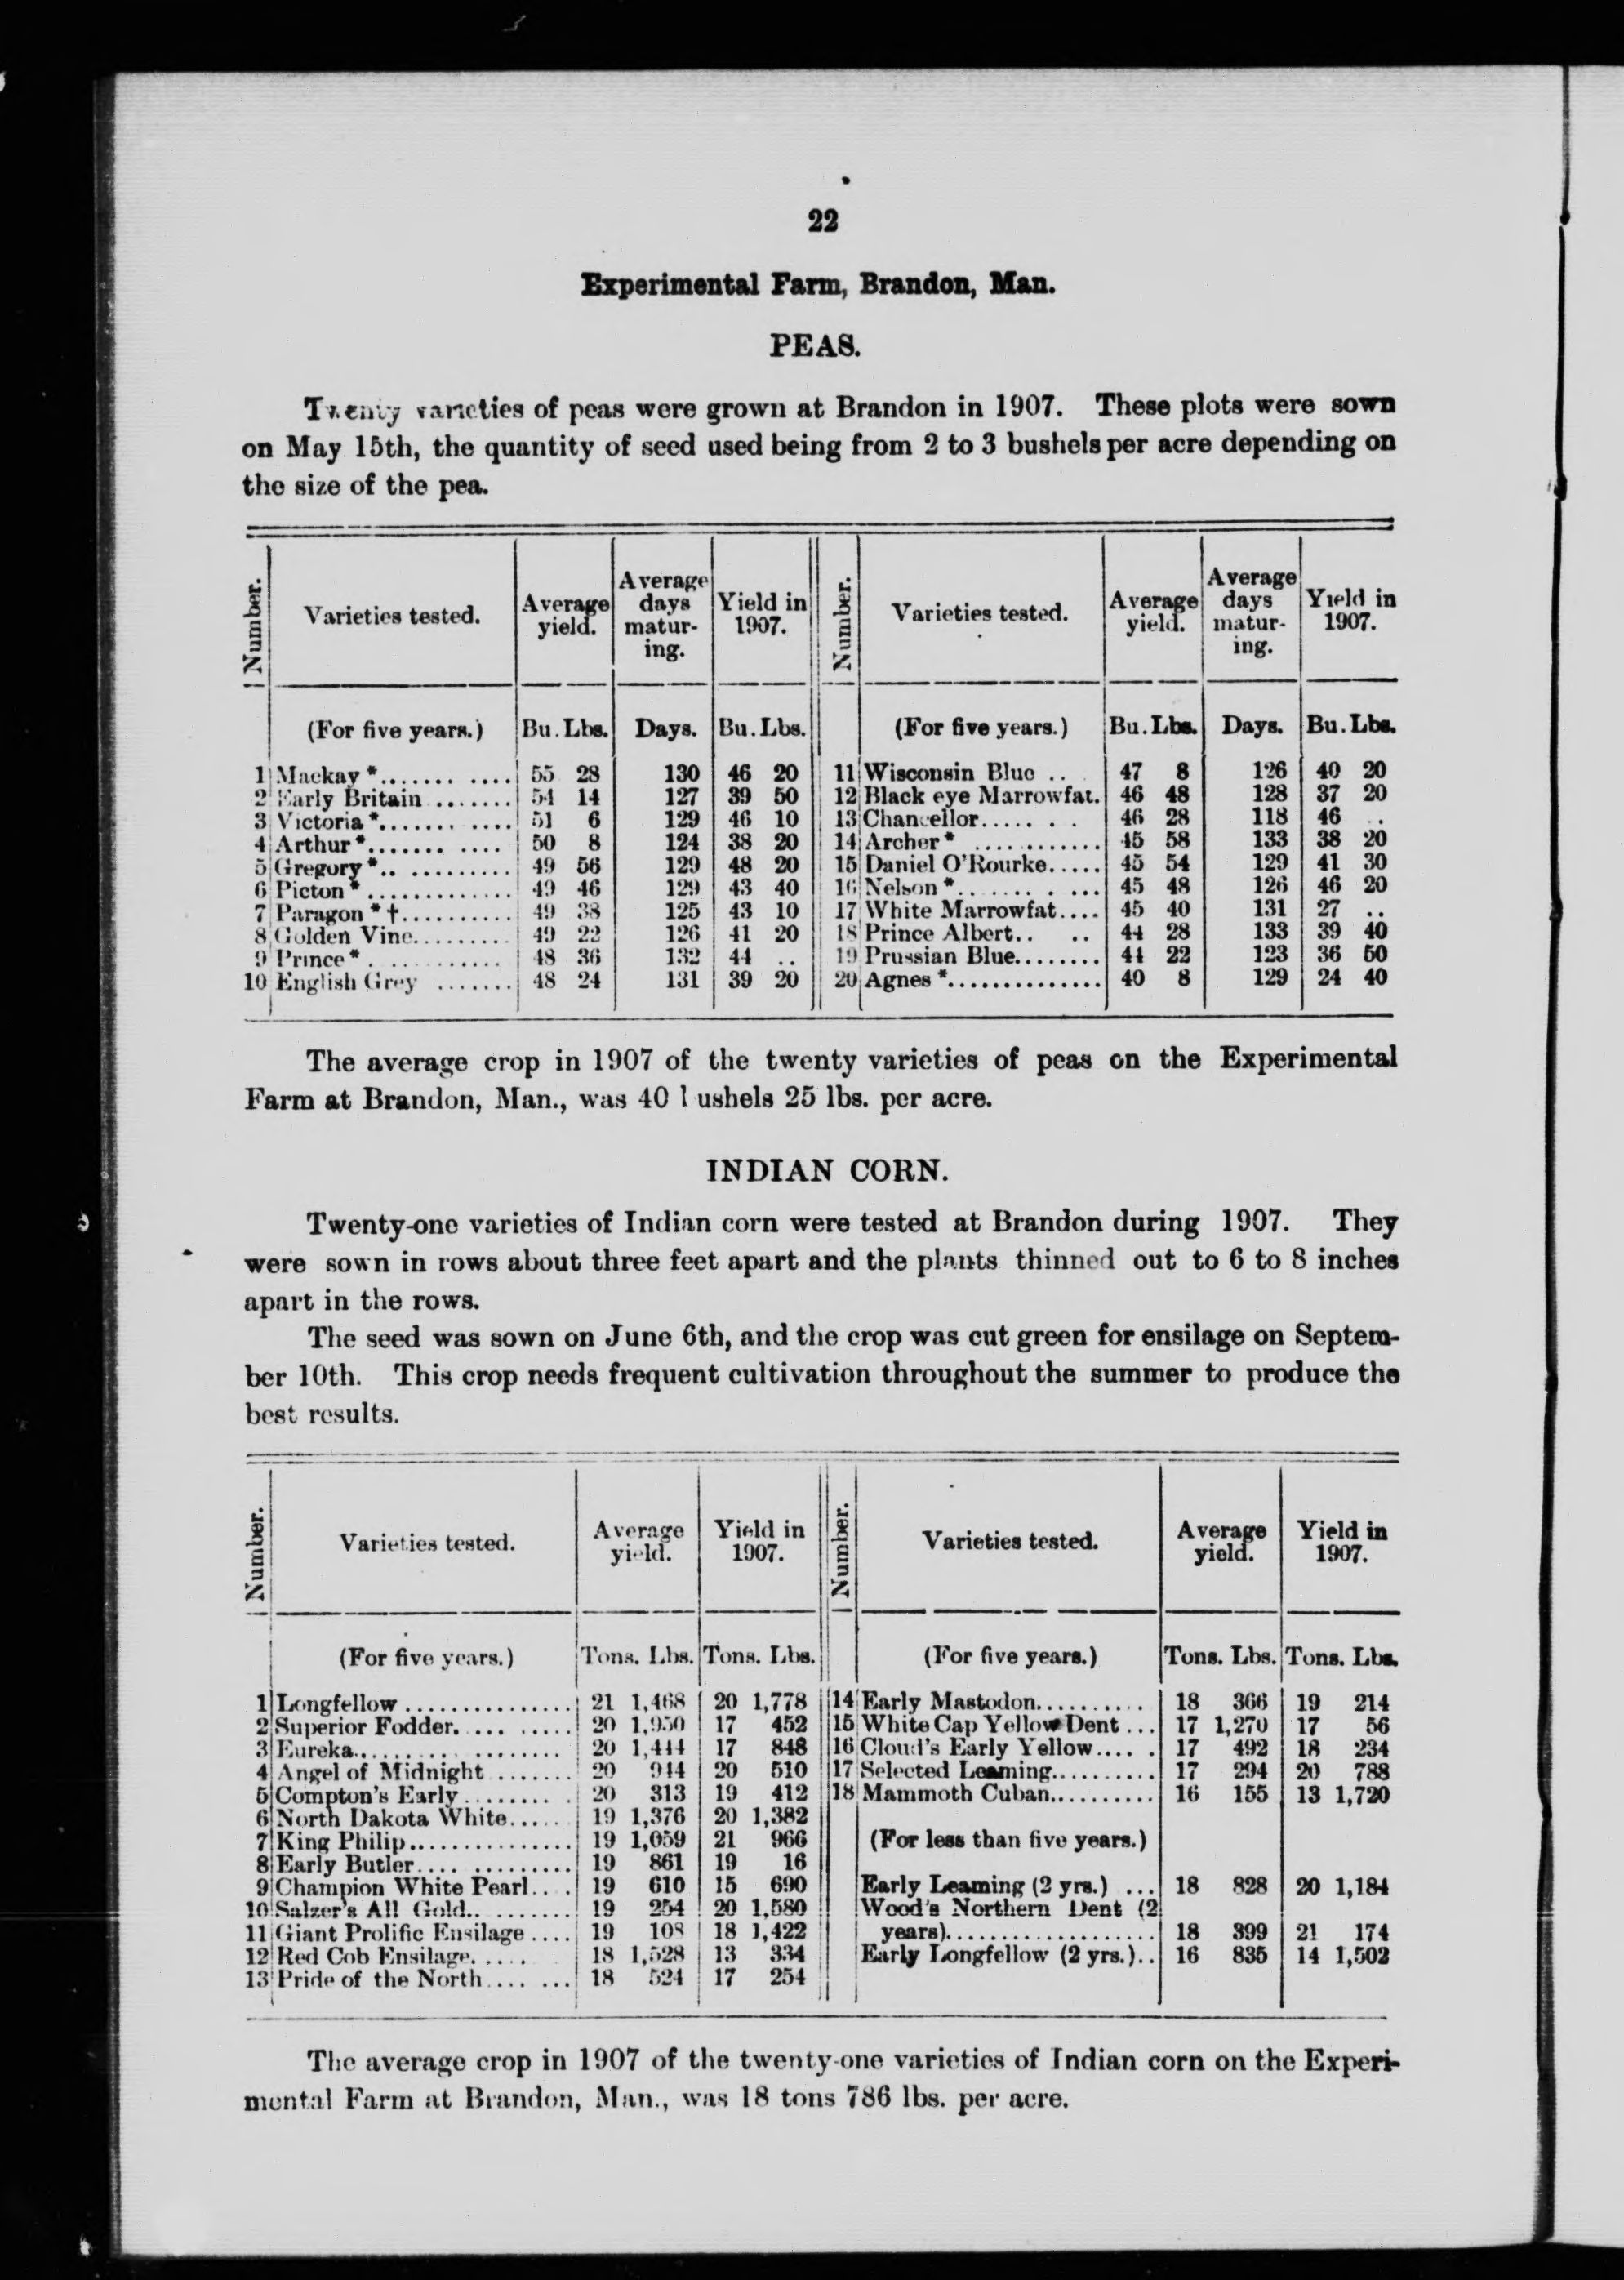 22
Experimental Farm, Brandon, Man.
PEAS.
Twenty varieties of peas were grown at Brandon in 1907. These plots were sown
on May 15th, the quantity of seed used being from 2 to 3 bushels per acre depending on
the size of the pea.
Number. Varieties tested. Average yield. Average days matur-ing. Yield in 1907. Number. Varieties tested. Average yield. Average days matur-ing. Yield in 1907.
(For five years.) Bu. Lbs. Days. Bu. Lbs. (For five years.) Bu. Lbs. Days. Bu. Lbs.
1 Mackay *........... 55 28 130 46 20 11 Wisconsin Blue .. 47 8 126 40 20
2 Early Britain ....... 54 14 127 39 50 12 Black eye Marrowfat. 46 48 128 37 20
3 Victoria *........... 51 6 129 46 10 13 Chancellor...... . 46 28 118 46 ..
4 Arthur *........... 50 8 124 38 20 14 Archer * ............ 45 58 133 38 20
5 Gregory *.. .......... 49 56 129 48 20 15 Daniel O'Rourke..... 45 54 129 41 30
6 Picton * .............. 49 46 129 43 40 16 Nelson *....... . ... 45 48 126 46 20
7 Paragon * †........... 49 38 125 43 10 17 White Marrowfat.... 45 40 131 27 ..
8 Golden Vine......... 49 22 126 41 20 18 Prince Albert.. .. 44 28 133 39 40
9 Prince * . ............ 48 36 132 44 .. 19 Prussian Blue........ 44 22 123 36 50
10 English Grey ....... 48 24 131 39 20 20 Agnes *.............. 40 8 129 24 40
The average crop in 1907 of the twenty varieties of peas on the Experimental
Farm at Brandon, Man., was 40 bushels 25 lbs. per acre.
INDIAN CORN.
Twenty-one varieties of Indian corn were tested at Brandon during 1907. They
were sown in rows about three feet apart and the plants thinned out to 6 to 8 inches
apart in the rows.
The seed was sown on June 6th, and the crop was cut green for ensilage on Septem-
ber 10th. This crop needs frequent cultivation throughout the summer to produce the
best results.
Number. Varieties tested. Average yield. Yield in 1907. Number. Varieties tested. Average yield. Yield in 1907.
(For five years.) Tons. Lbs. Tons. Lbs. (For five years.) Tons. Lbs. Tons. Lbs.
1 Longfellow ............... 21 1,468 20 1,778 14 Early Mastodon.......... 18 366 19 214
2 Superior Fodder. .... ..... 20 1,950 17 452 15 White Cap Yellow Dent ... 17 1,270 17 56
3 Eureka................... 20 1,444 17 848 16 Cloud's Early Yellow.... . 17 492 18 234
4 Angel of Midnight ....... 20 944 20 510 17 Selected Leaming.......... 17 294 20 788
5 Compton's Early......... . 20 313 19 412 18 Mammoth Cuban.......... 16 155 13 1,720
6 North Dakota White...... 19 1,376 20 1,382
7 King Philip............... 19 1,059 21 966 (For less than five years.)
8 Early Butler.... .......... 19 861 19 16
9 Champion White Pearl.. . . 19 610 15 690 Early Leaming (2 yrs.) ... 18 828 20 1,184
10 Salzer's All Gold.. ........ 19 254 20 1,580 Wood's Northern Dent (2
11 Giant Prolific Ensilage .... 19 108 18 1,422 years)................... 18 399 21 174
12 Red Cob Ensilage. .... 18 1,528 13 334 Early Longfellow (2 yrs.).. 16 835 14 1,502
13 Pride of the North.... ... 18 524 17 254
The average crop in 1907 of the twenty-one varieties of Indian corn on the Experi-
mental Farm at Brandon, Man., was 18 tons 786 lbs. per acre.